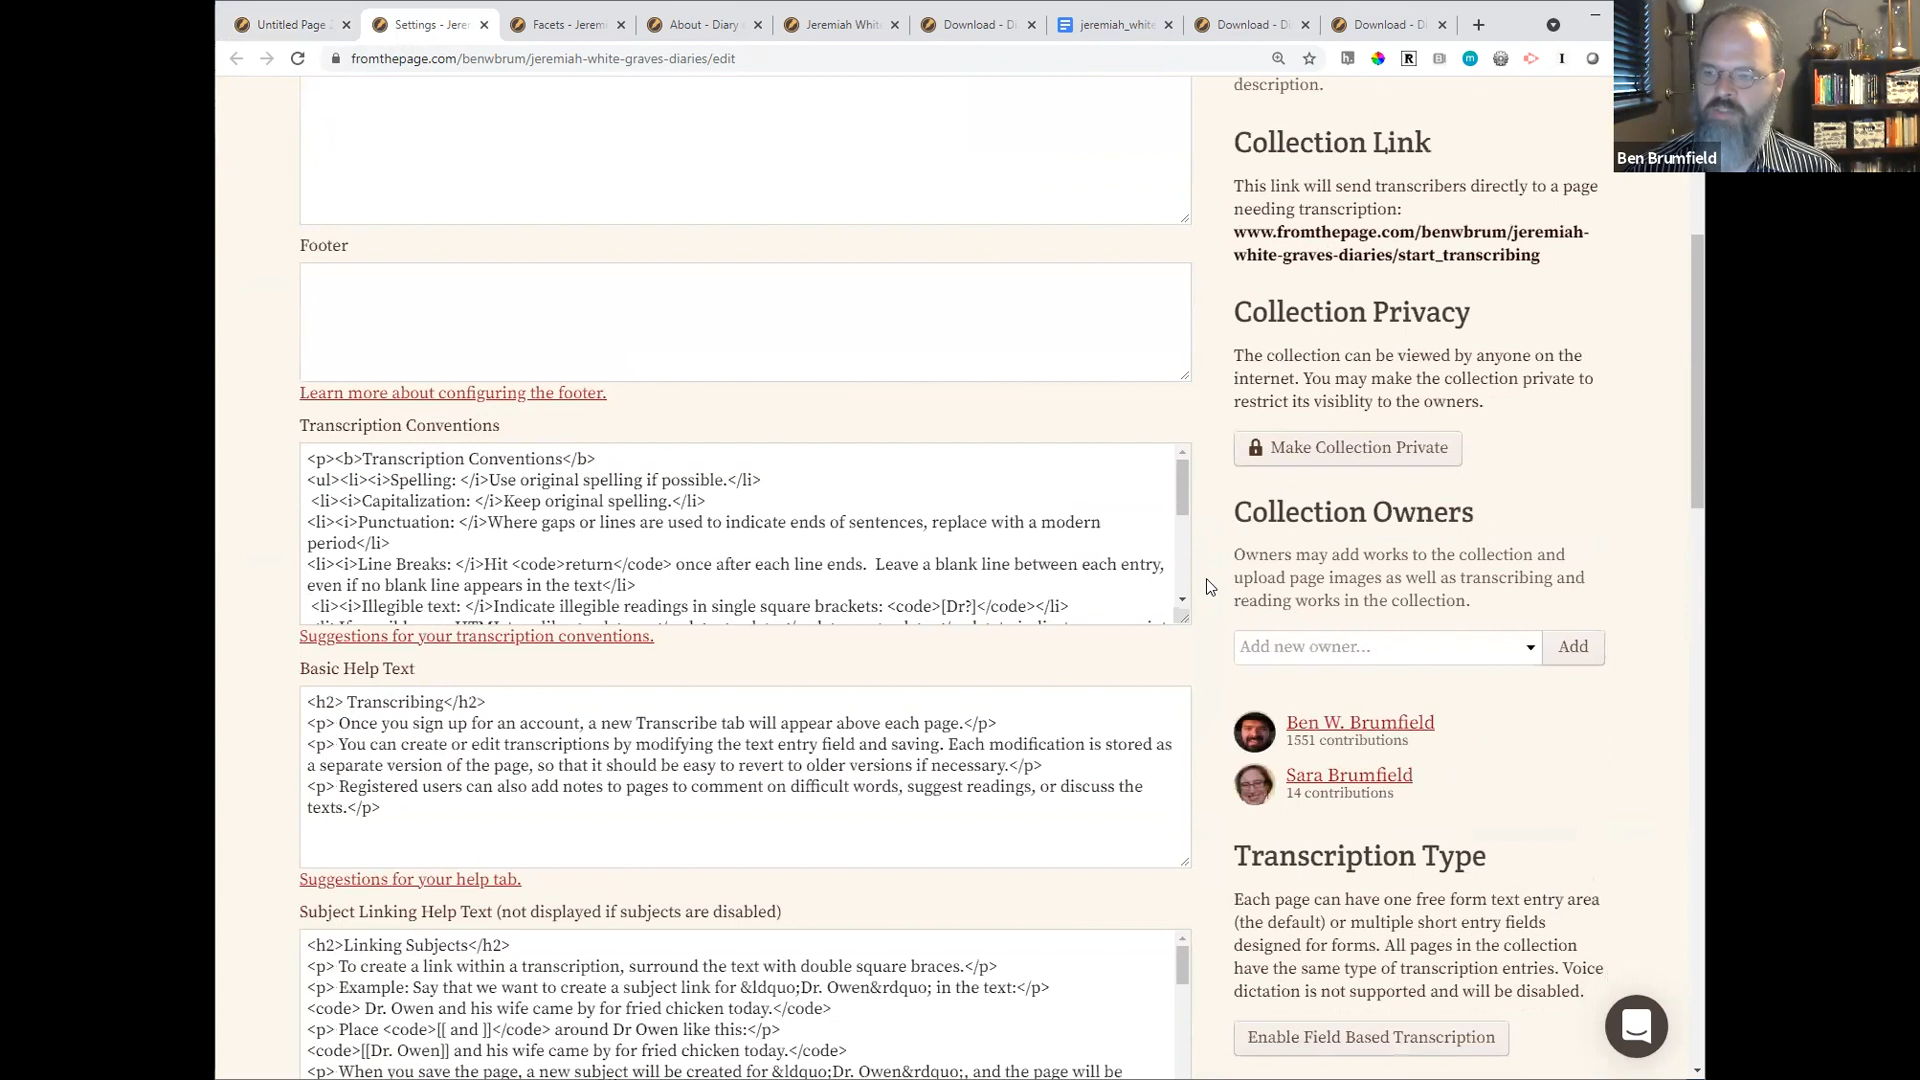 Untitled Page 2
Settings - Jere
Facets - Jeremi
About - Diary
Jeremiah Whit
Download - Di
jeremiah_white
Download - Di
Download - Di
fromthepage.com/benwbrum/jeremiah-white-graves-diaries/edit
Ben Brumfield
Footer
Learn more about configuring the footer.
Transcription Conventions
<p><b>Transcription Conventions</b>
<ul><li><i>Spelling: </i>Use original spelling if possible.</li>
<li><i>Capitalization: </i>Keep original spelling.</li>
<li><i>Punctuation: </i>Where gaps or lines are used to indicate ends of sentences, replace with a modern
period</li>
<li><i>Line Breaks: </i>Hit <code>return</code> once after each line ends.  Leave a blank line between each entry,
even if no blank line appears in the text</li>
<li><i>Illegible text: </i>Indicate illegible readings in single square brackets: <code>[Dr?]</code></li>
Suggestions for your transcription conventions.
Basic Help Text
<h2> Transcribing</h2>
<p> Once you sign up for an account, a new Transcribe tab will appear above each page.</p>
<p> You can create or edit transcriptions by modifying the text entry field and saving. Each modification is stored as
a separate version of the page, so that it should be easy to revert to older versions if necessary.</p>
<p> Registered users can also add notes to pages to comment on difficult words, suggest readings, or discuss the
texts.</p>
Suggestions for your help tab.
Subject Linking Help Text (not displayed if subjects are disabled)
<h2>Linking Subjects</h2>
<p> To create a link within a transcription, surround the text with double square braces.</p>
<p> Example: Say that we want to create a subject link for &ldquo;Dr. Owen&rdquo; in the text:</p>
<code> Dr. Owen and his wife came by for fried chicken today.</code>
<p> Place <code>[[ and ]]</code> around Dr Owen like this:</p>
<code>[[Dr. Owen]] and his wife came by for fried chicken today.</code>
<p> When you save the page, a new subject will be created for &ldquo;Dr. Owen&rdquo;, and the page will be
description.
Collection Link
This link will send transcribers directly to a page
needing transcription:
www.fromthepage.com/benwbrum/jeremiah-
white-graves-diaries/start_transcribing
Collection Privacy
The collection can be viewed by anyone on the
internet. You may make the collection private to
restrict its visiblity to the owners.
Make Collection Private
Collection Owners
Owners may add works to the collection and
upload page images as well as transcribing and
reading works in the collection.
Add new owner...
Add
Ben W. Brumfield
1551 contributions
Sara Brumfield
14 contributions
Transcription Type
Each page can have one free form text entry area
(the default) or multiple short entry fields
designed for forms. All pages in the collection
have the same type of transcription entries. Voice
dictation is not supported and will be disabled.
Enable Field Based Transcription